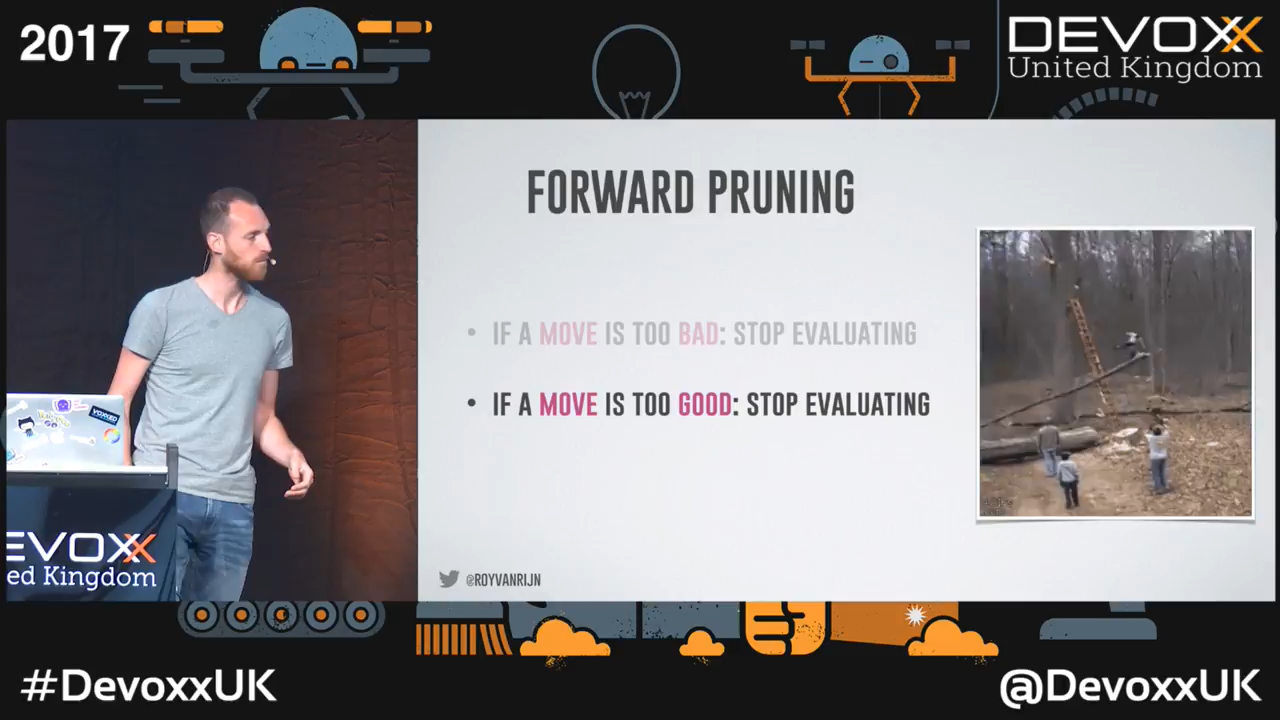 2017
DEVOXX
United Kingdom
FORWARD PRUNING
• IF A MOVE IS TOO BAD: STOP EVALUATING
• IF A MOVE IS TOO GOOD: STOP EVALUATING
@ROYVANRIJN
VOXXED
EVOXX
ed Kingdom
#DevoxxUK
@DevoxxUK